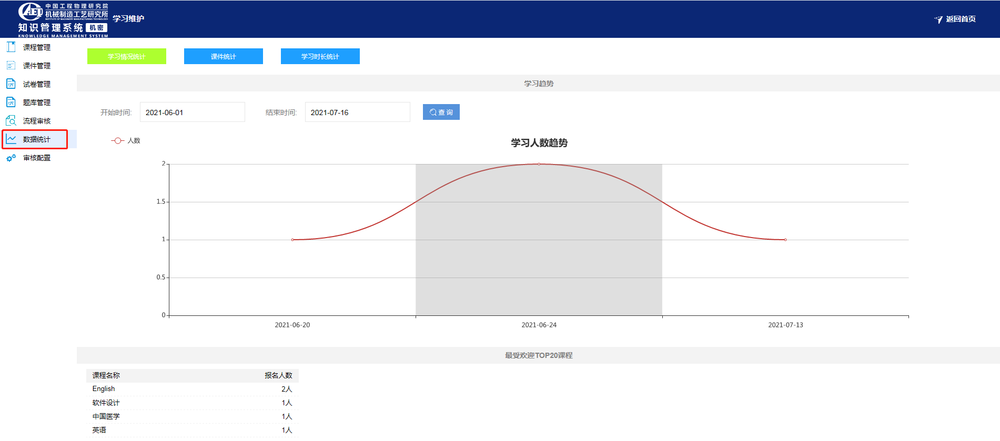 中国工程物理研究院
机械制造工艺研究所
INSTITUTE OF MACHINERY MANUFACTURING TECHNOLOGY
知识管理系统 机密
KNOWLEDGE MANAGEMENT SYSTEM
学习维护
返回首页
课程管理
课件管理
试卷管理
题库管理
流程审核
数据统计
审核配置
学习情况统计 课件统计 学习时长统计
学习趋势
开始时间: 2021-06-01 结束时间: 2021-07-16 查询
人数
学习人数趋势
2
1.5
1
0.5
0
2021-06-20 2021-06-24 2021-07-13
最受欢迎TOP20课程
课程名称 报名人数
English 2人
软件设计 1人
中国医学 1人
英语 1人